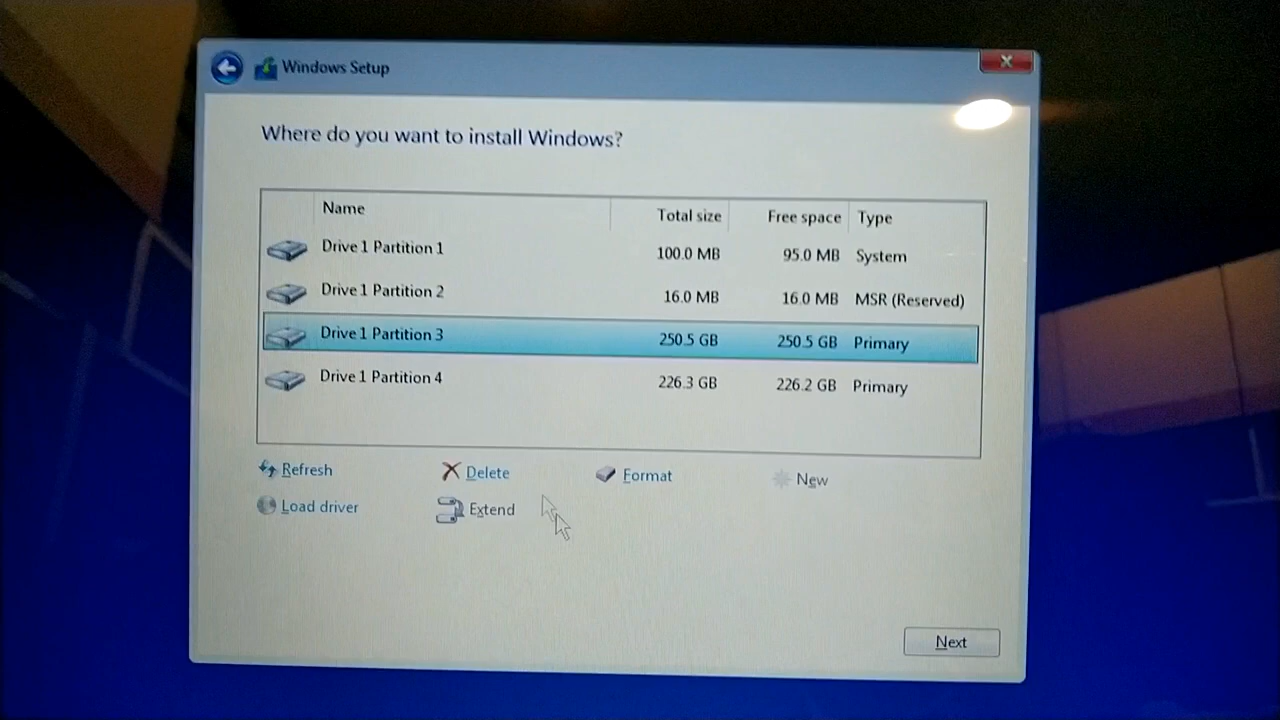 Windows Setup
Where do you want to install Windows?
Name Total size Free space Type
Drive 1 Partition 1 100.0 MB 95.0 MB System
Drive 1 Partition 2 16.0 MB 16.0 MB MSR (Reserved)
Drive 1 Partition 3 250.5 GB 250.5 GB Primary
Drive 1 Partition 4 226.3 GB 226.2 GB Primary
Refresh Delete Format New
Load driver Extend
Next